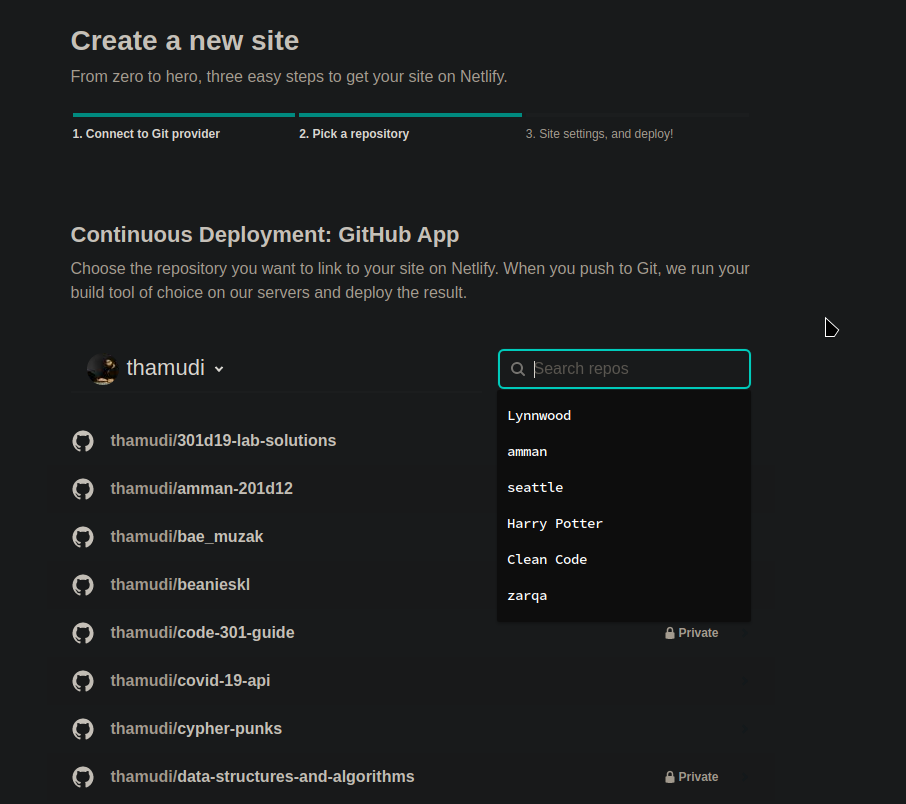 Create a new site
From zero to hero, three easy steps to get your site on Netlify.
1. Connect to Git provider
2. Pick a repository
3. Site settings, and deploy!
Continuous Deployment: GitHub App
Choose the repository you want to link to your site on Netlify. When you push to Git, we run your
build tool of choice on our servers and deploy the result.
thamudi
Search repos
Lynnwood
amman
seattle
Harry Potter
Clean Code
zarqa
thamudi/301d19-lab-solutions
thamudi/amman-201d12
thamudi/bae_muzak
thamudi/beanieskl
thamudi/code-301-guide
Private
thamudi/covid-19-api
thamudi/cypher-punks
thamudi/data-structures-and-algorithms
Private